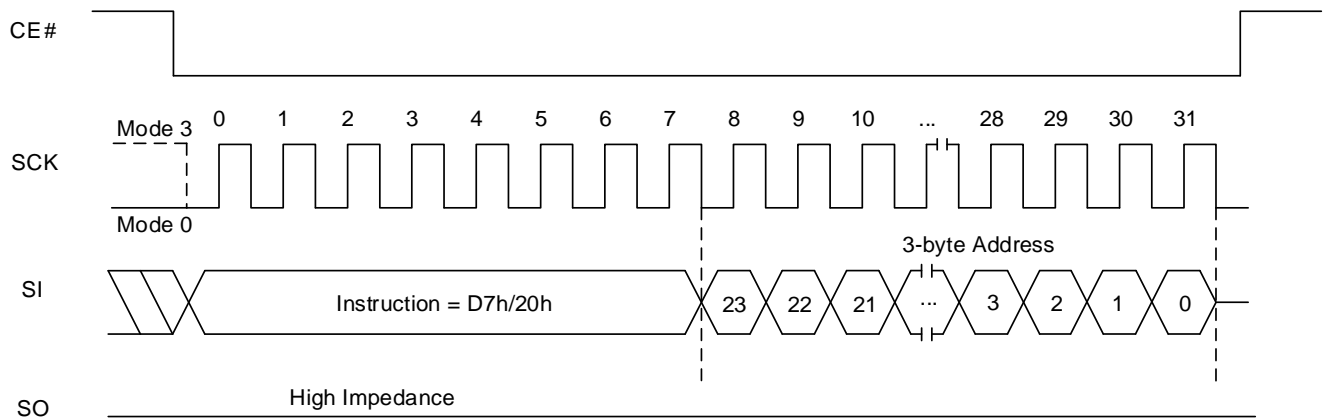 CE#
SCK
Mode 3
Mode 0
0 1 2 3 4 5 6 7 8 9 10 ... 28 29 30 31
3-byte Address
SI
Instruction = D7h/20h
23 22 21 ... 3 2 1 0
SO
High Impedance